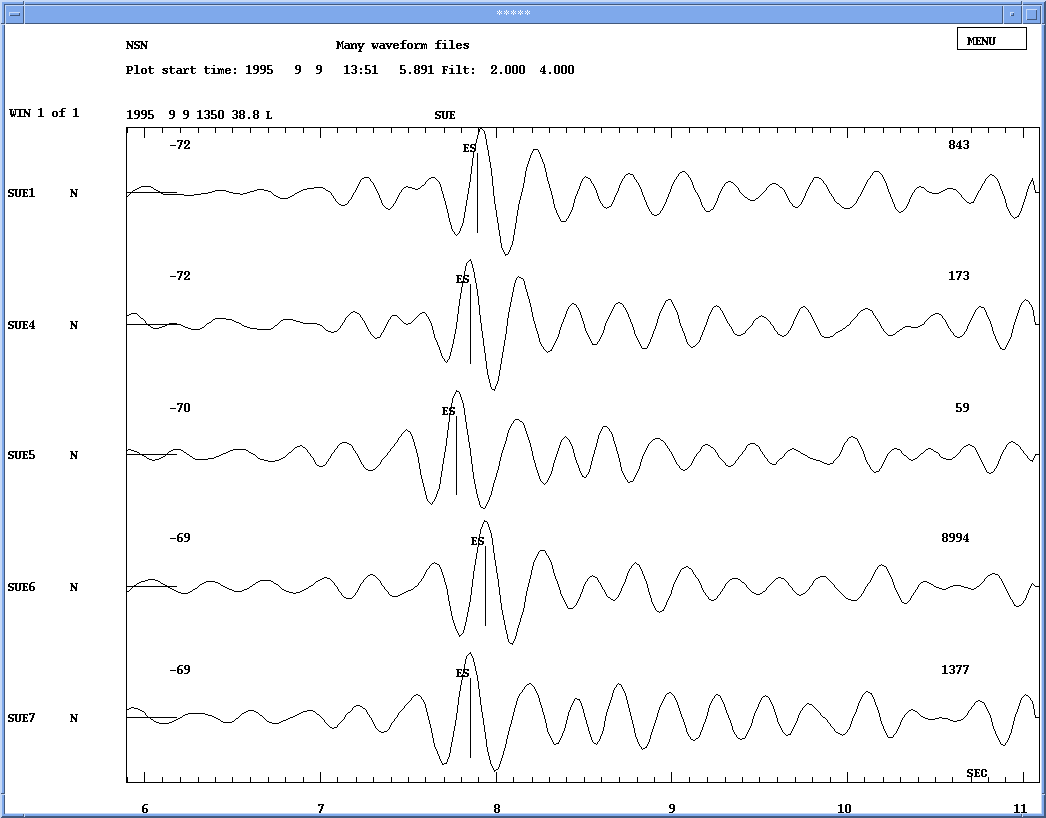 *****
MENU
NSN Many waveform files
Plot start time: 1995 9 9 13:51 5.891 Filt: 2.000 4.000
WIN 1 of 1 1995 9 9 1350 38.8 L SUE
-72 ES 843
SUE1 N
-72 ES 173
SUE4 N
-70 ES 59
SUE5 N
-69 ES 8994
SUE6 N
-69 ES 1377
SUE7 N
SEC
6 7 8 9 10 11